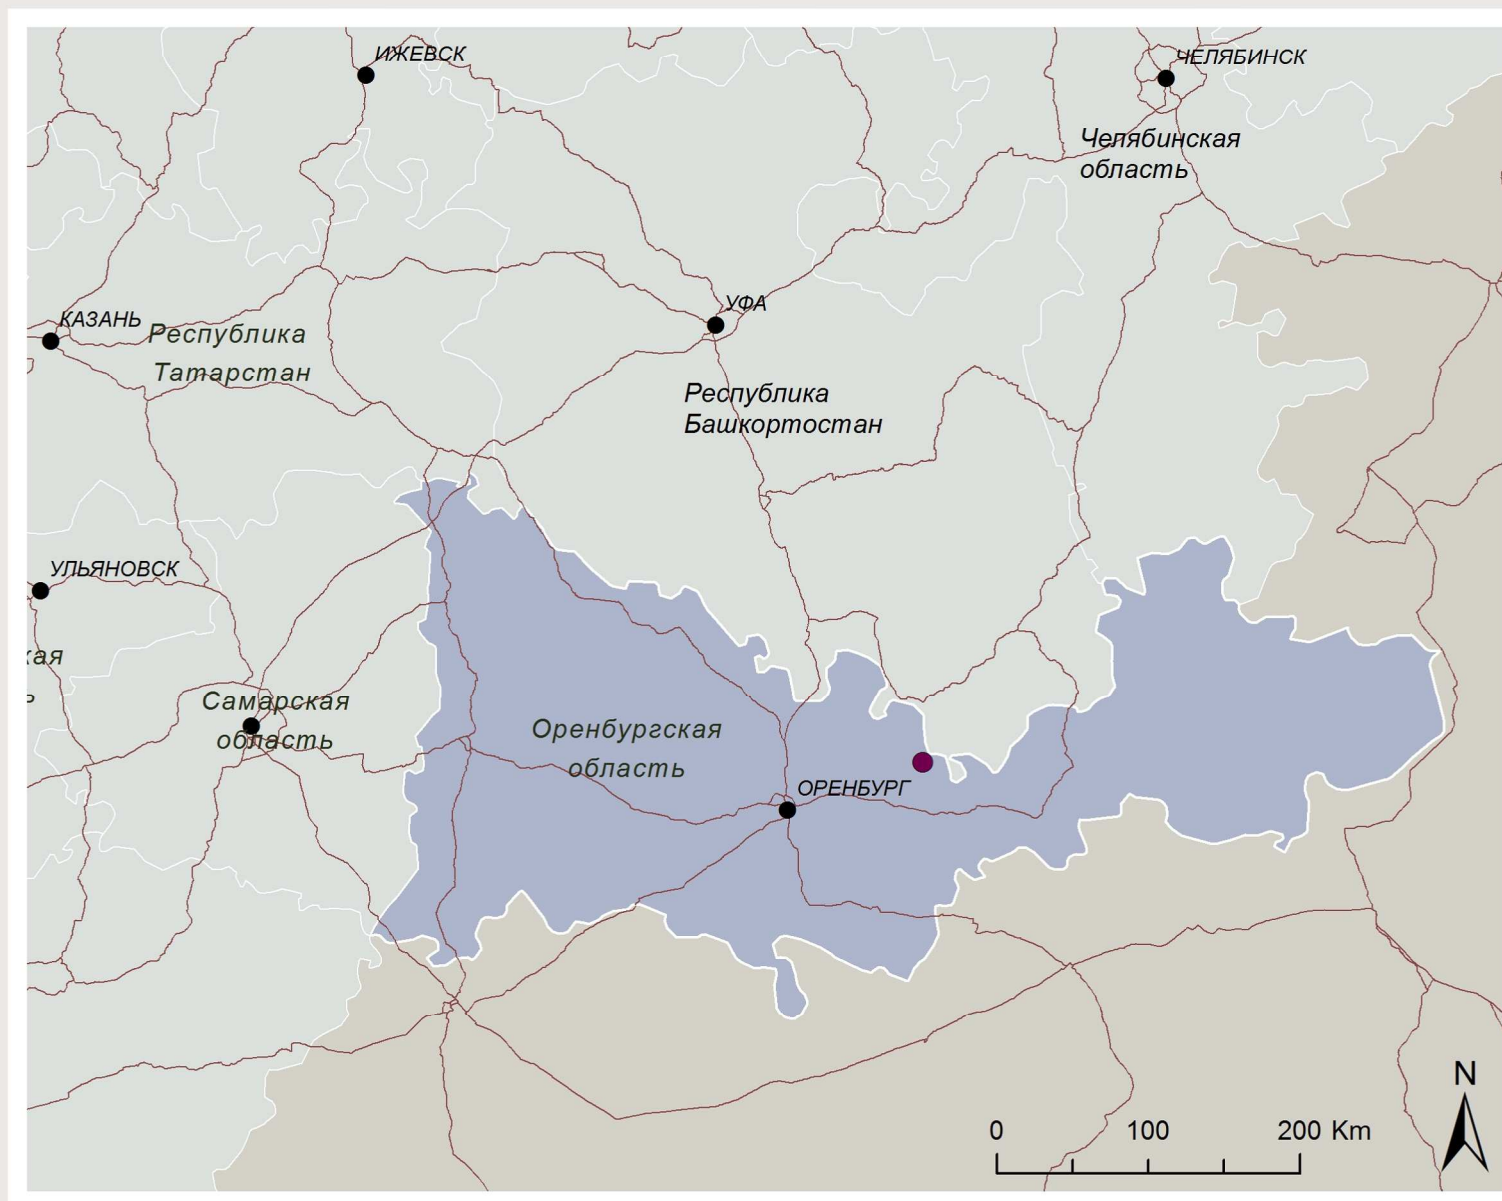 ИЖЕВСК
ЧЕЛЯБИНСК
Челябинская
область
КАЗАНЬ
Республика
Татарстан
УФА
Республика
Башкортостан
УЛЬЯНОВСК
кая
ь
Самарская
область
Оренбургская
область
ОРЕНБУРГ
N
0 100 200 Km